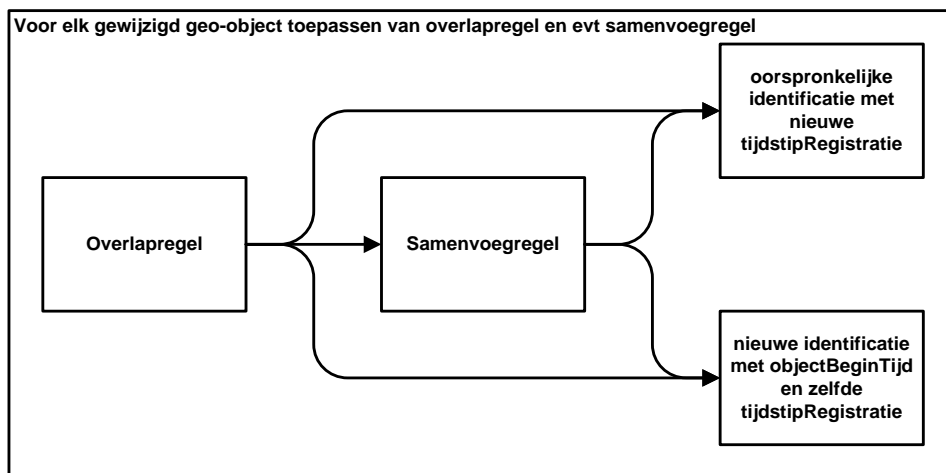 Voor elk gewijzigd geo-object toepassen van overlapregel en evt samenvoegregel
oorspronkelijke
identificatie met
nieuwe
tijdstipRegistratie
Overlapregel
Samenvoegregel
nieuwe identificatie
met objectBeginTijd
en zelfde
tijdstipRegistratie